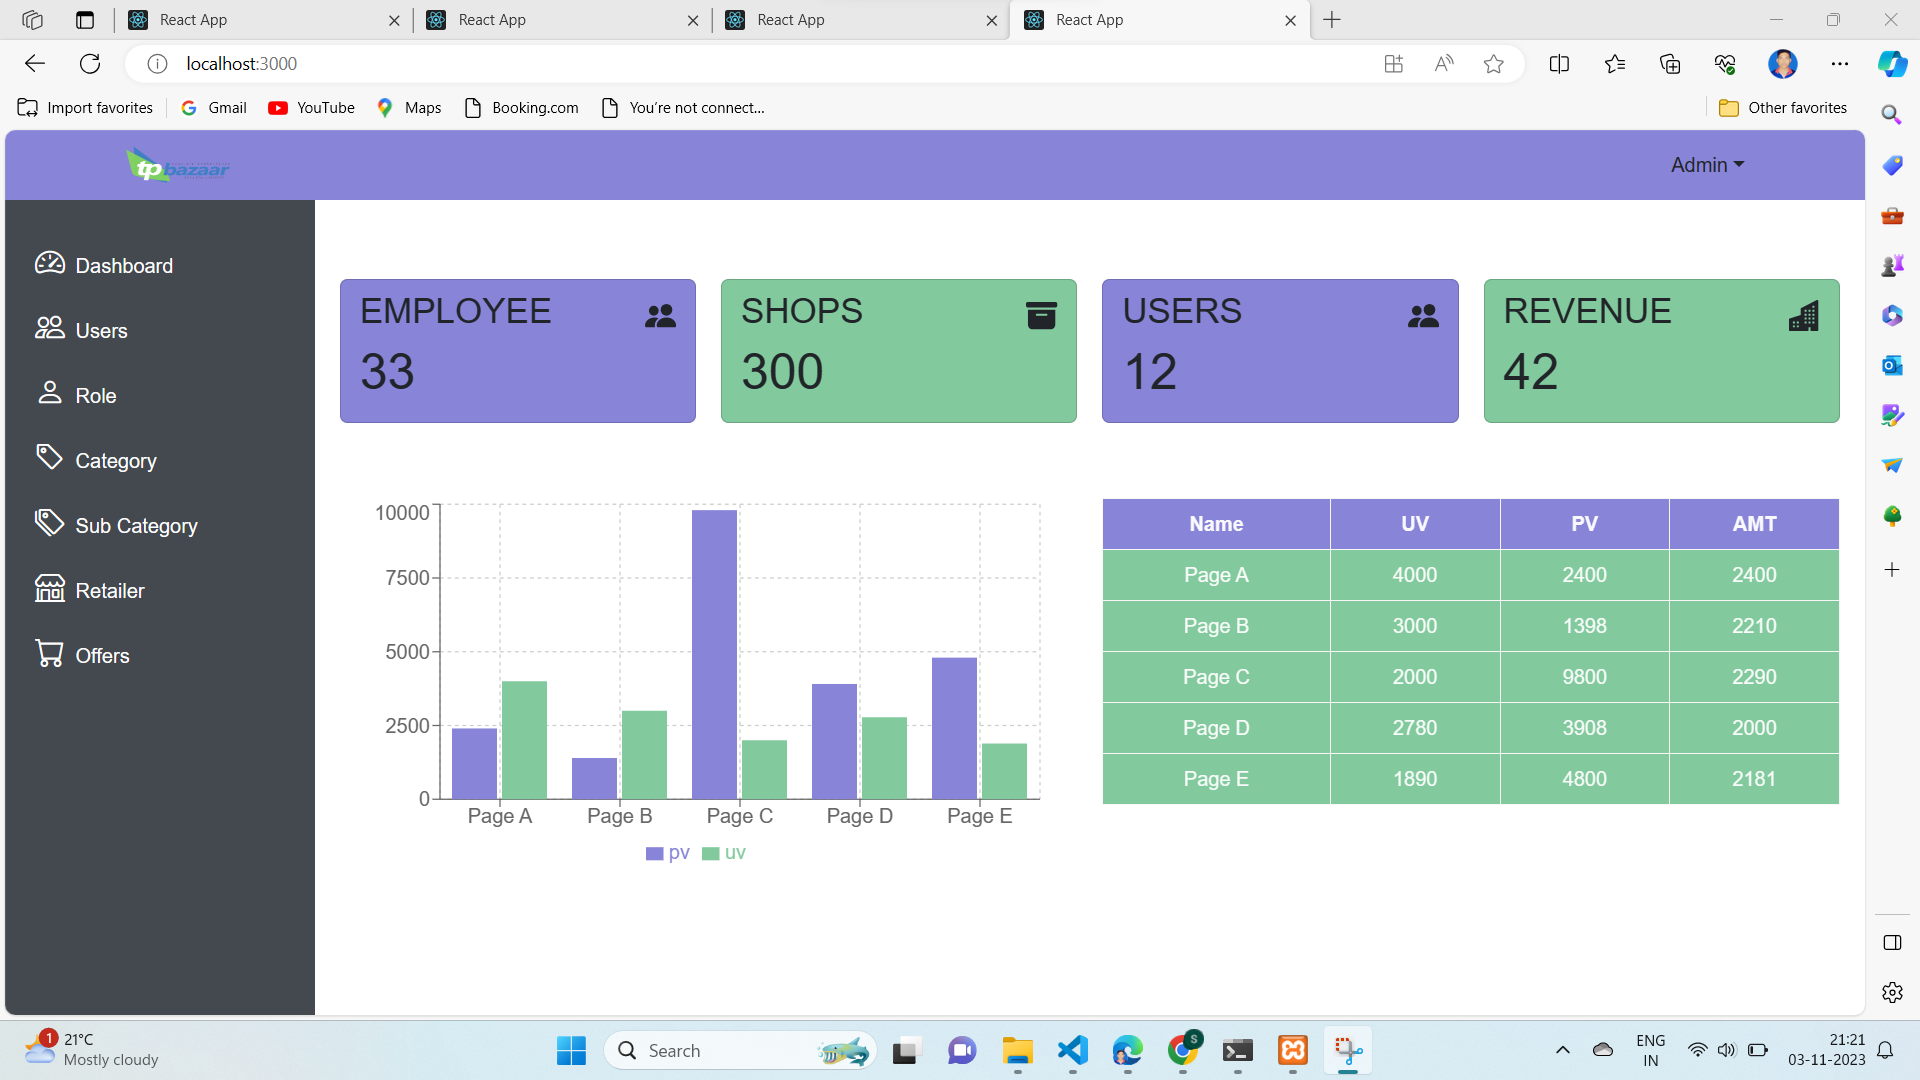 React App
React App
React App
React App
localhost:3000
Import favorites
Gmail
YouTube
Maps
Booking.com
You're not connect...
Other favorites
tp bazaar
Admin
Dashboard
Users
Role
Category
Sub Category
Retailer
Offers
EMPLOYEE
33
SHOPS
300
USERS
12
REVENUE
42
10000
7500
5000
2500
0
Page A Page B Page C Page D Page E
pv uv
Name UV PV AMT
Page A 4000 2400 2400
Page B 3000 1398 2210
Page C 2000 9800 2290
Page D 2780 3908 2000
Page E 1890 4800 2181
1
21°C
Mostly cloudy
Search
S
ENG
IN
21:21
03-11-2023